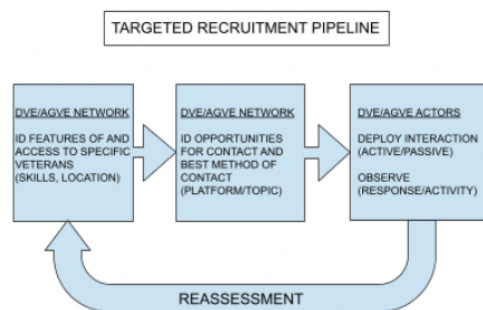 TARGETED RECRUITMENT PIPELINE
DVE/AGVE NETWORK
ID FEATURES OF AND
ACCESS TO SPECIFIC
VETERANS
(SKILLS, LOCATION)
DVE/AGVE NETWORK
ID OPPORTUNITIES
FOR CONTACT AND
BEST METHOD OF
CONTACT
(PLATFORM/TOPIC)
DVE/AGVE ACTORS
DEPLOY INTERACTION
(ACTIVE/PASSIVE)
OBSERVE
(RESPONSE/ACTIVITY)
REASSESSMENT